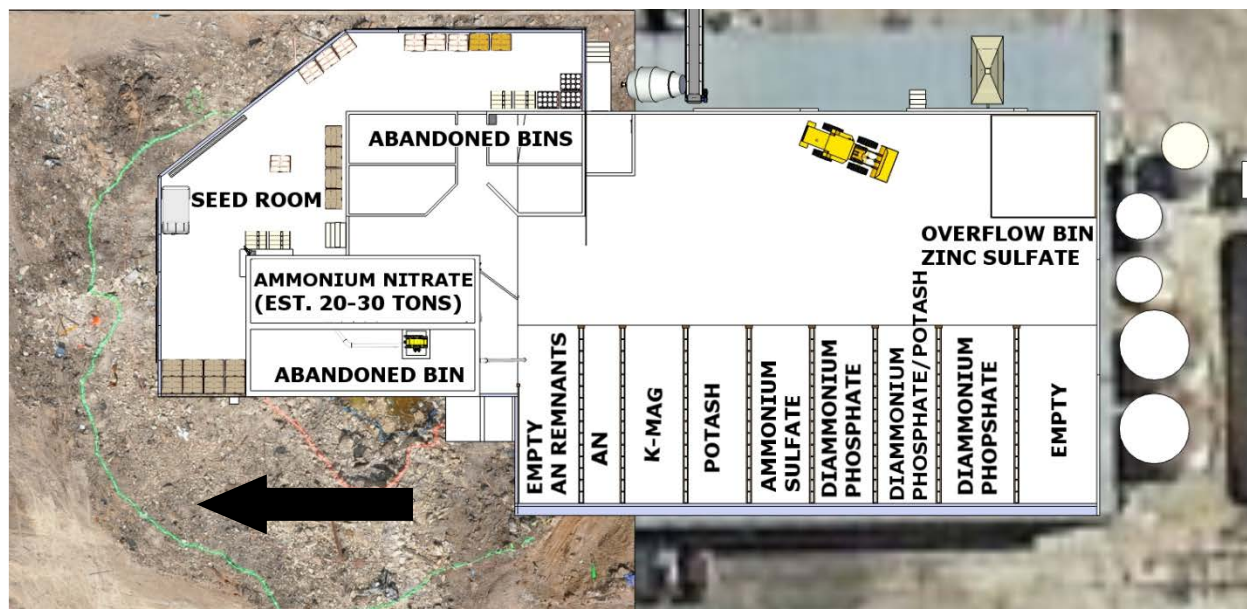 ABANDONED BINS
SEED ROOM
OVERFLOW BIN
ZINC SULFATE
AMMONIUM NITRATE
(EST. 20-30 TONS)
ABANDONED BIN
EMPTY
AN REMNANTS
AN
K-MAG
POTASH
AMMONIUM
SULFATE
DIAMMONIUM
PHOSPHATE
DIAMMONIUM
PHOSPHATE/POTASH
DIAMMONIUM
PHOPSHATE
EMPTY